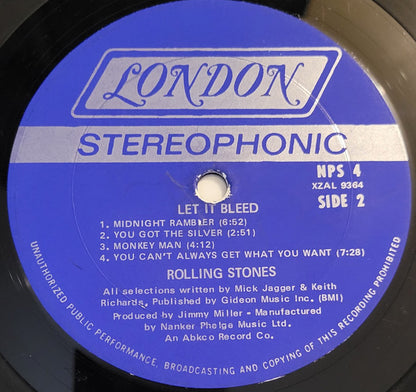 LONDON
STEREOPHONIC
NPS 4
XZAL 9364
SIDE 2
LET IT BLEED
1. MIDNIGHT RAMBLER (6:52)
2. YOU GOT THE SILVER (2:51)
3. MONKEY MAN (4:12)
4. YOU CAN'T ALWAYS GET WHAT YOU WANT (7:28)
ROLLING STONES
All selections written by Mick Jagger & Keith
Richards, Published by Gideon Music Inc. (BMI)
Produced by Jimmy Miller - Manufactured by
Nanker Phelge Music Ltd.
An Abkco Record Co.
UNAUTHORIZED PUBLIC PERFORMANCE, BROADCASTING AND COPYING OF THIS RECORDING PROHIBITED